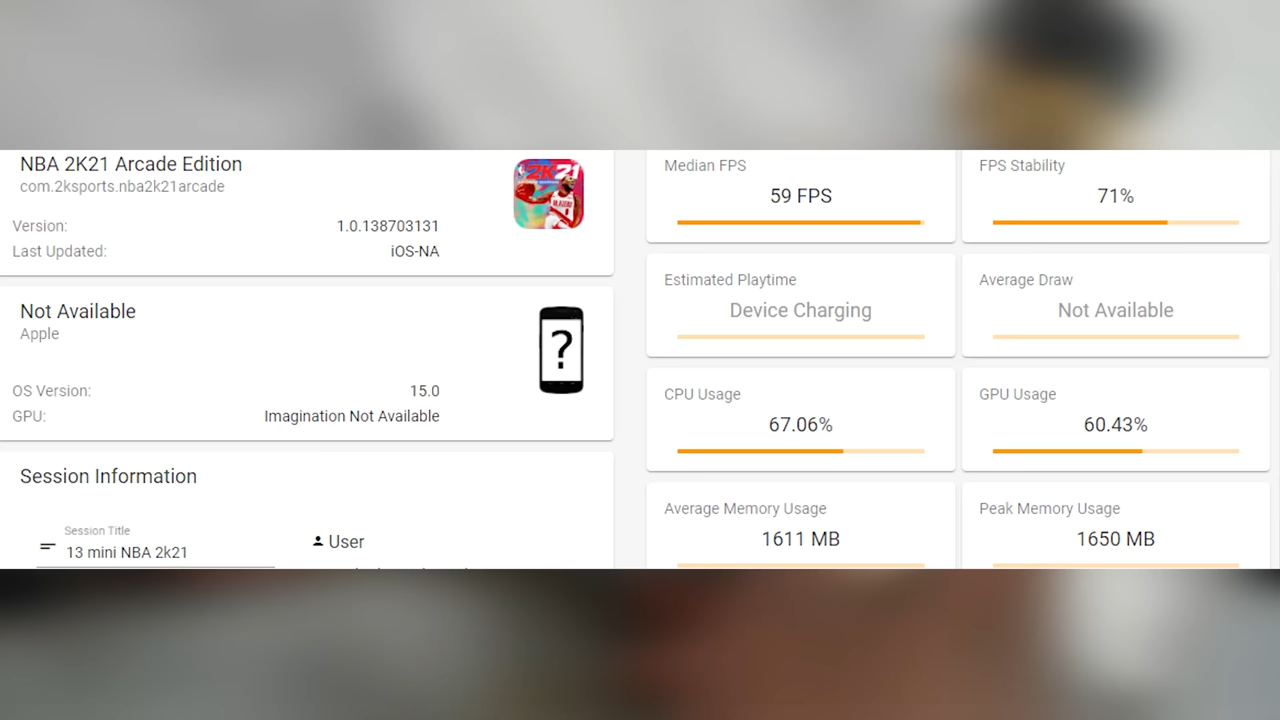 NBA 2K21 Arcade Edition
com.2ksports.nba2k21arcade
Version: 1.0.138703131
Last Updated: iOS-NA
2K21
Not Available
Apple
?
OS Version: 15.0
GPU: Imagination Not Available
Session Information
Session Title
13 mini NBA 2k21
User
Median FPS
59 FPS
FPS Stability
71%
Estimated Playtime
Device Charging
Average Draw
Not Available
CPU Usage
67.06%
GPU Usage
60.43%
Average Memory Usage
1611 MB
Peak Memory Usage
1650 MB